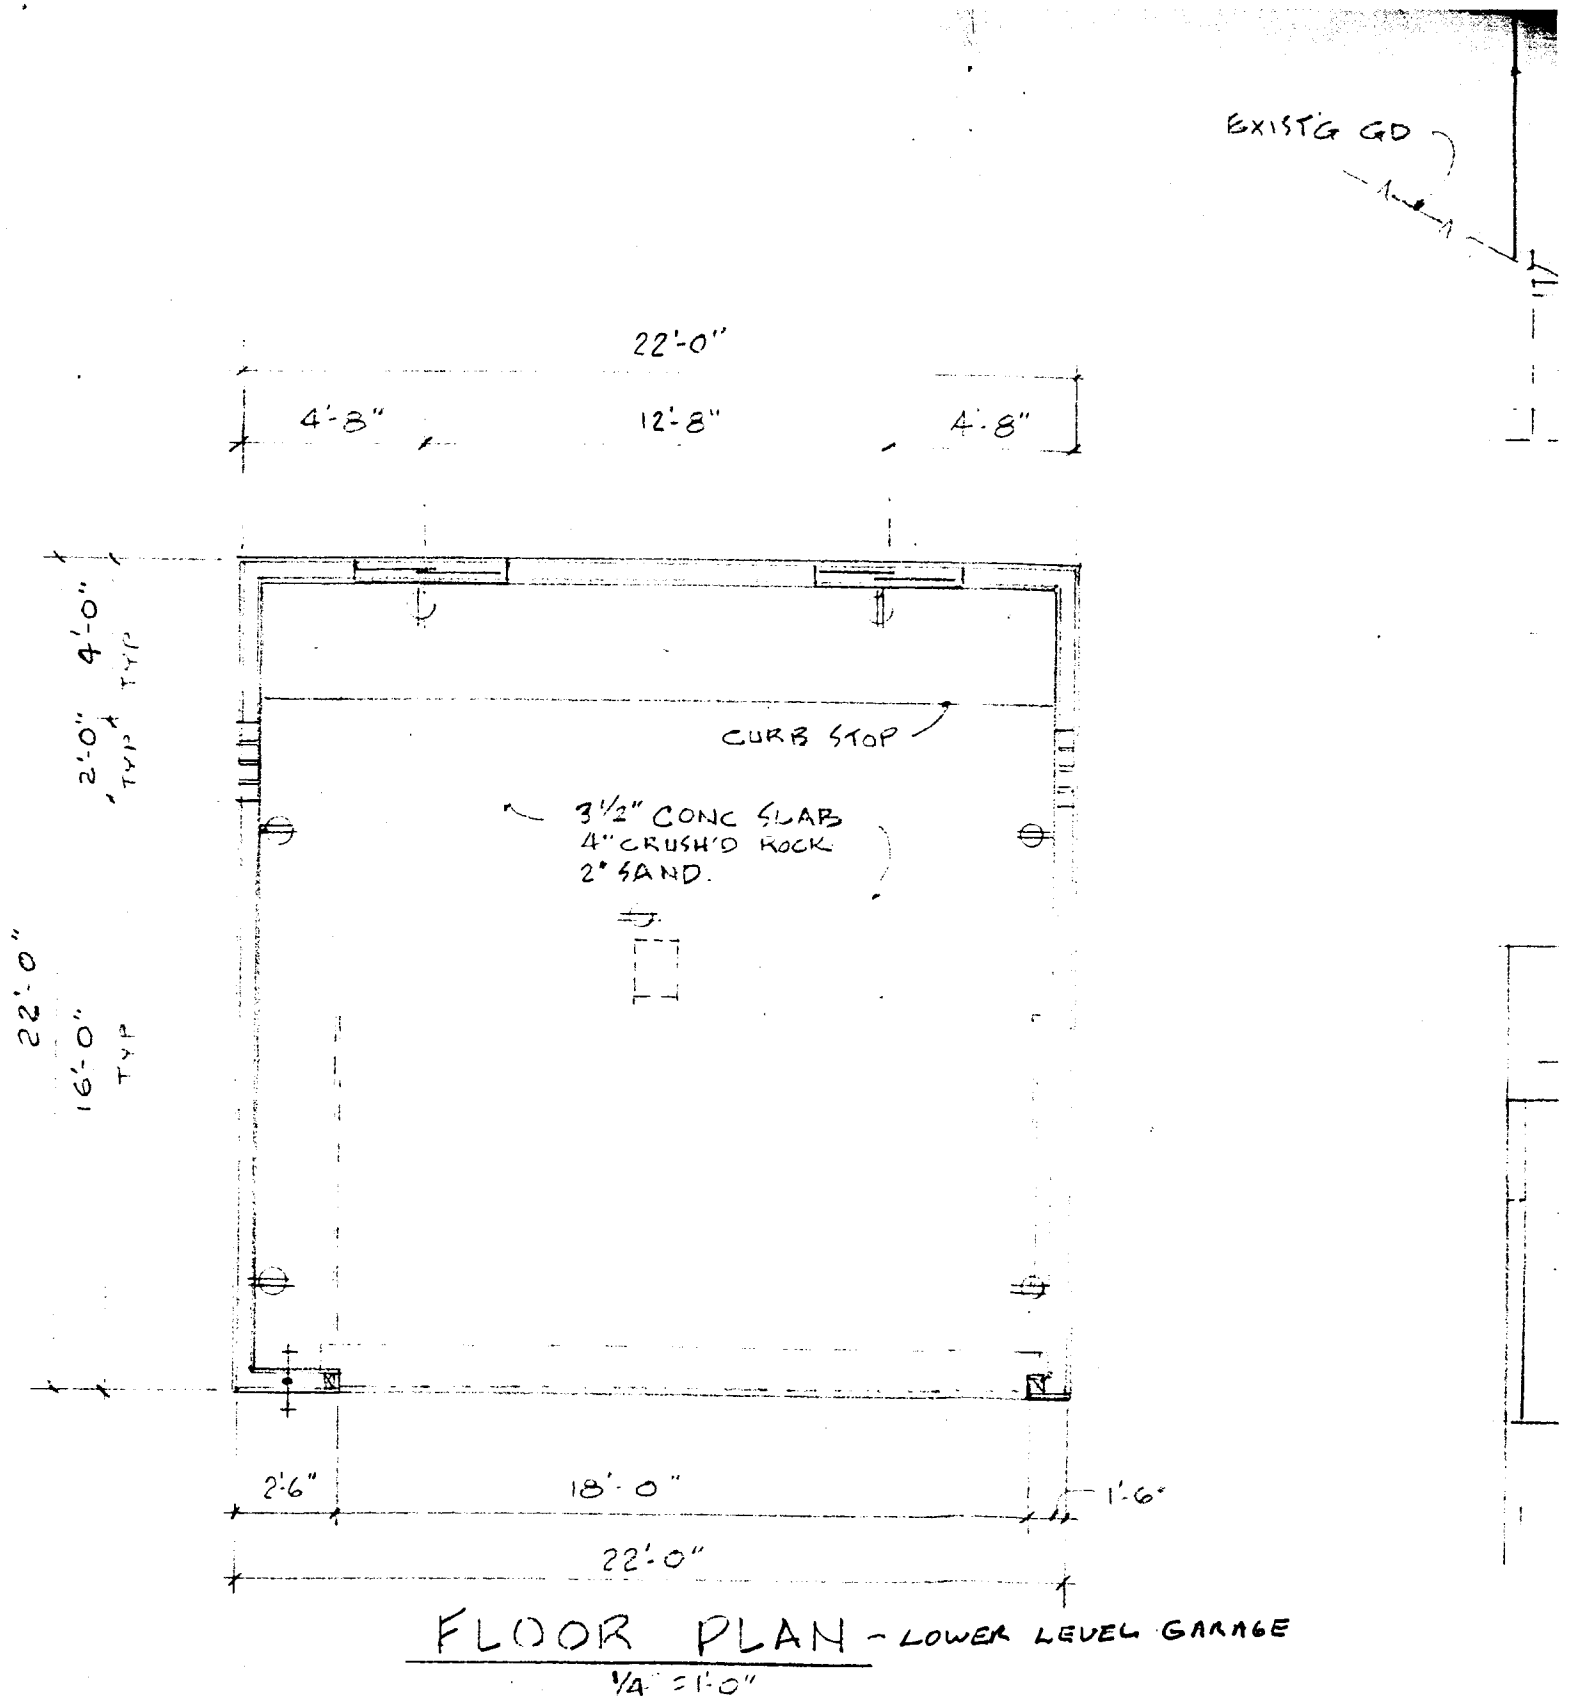 EXIST'G GD
22'-0"
4'-8"
12'-8"
4'-8"
4'-0"
TYP
2'-0"
TYP
CURB STOP
3 1/2" CONC SLAB
4" CRUSH'D ROCK
2" SAND.
22'-0"
16'-0"
TYP
2'-6"
18'-0"
1'-6"
22'-0"
FLOOR PLAN - LOWER LEVEL GARAGE
1/4" = 1'-0"